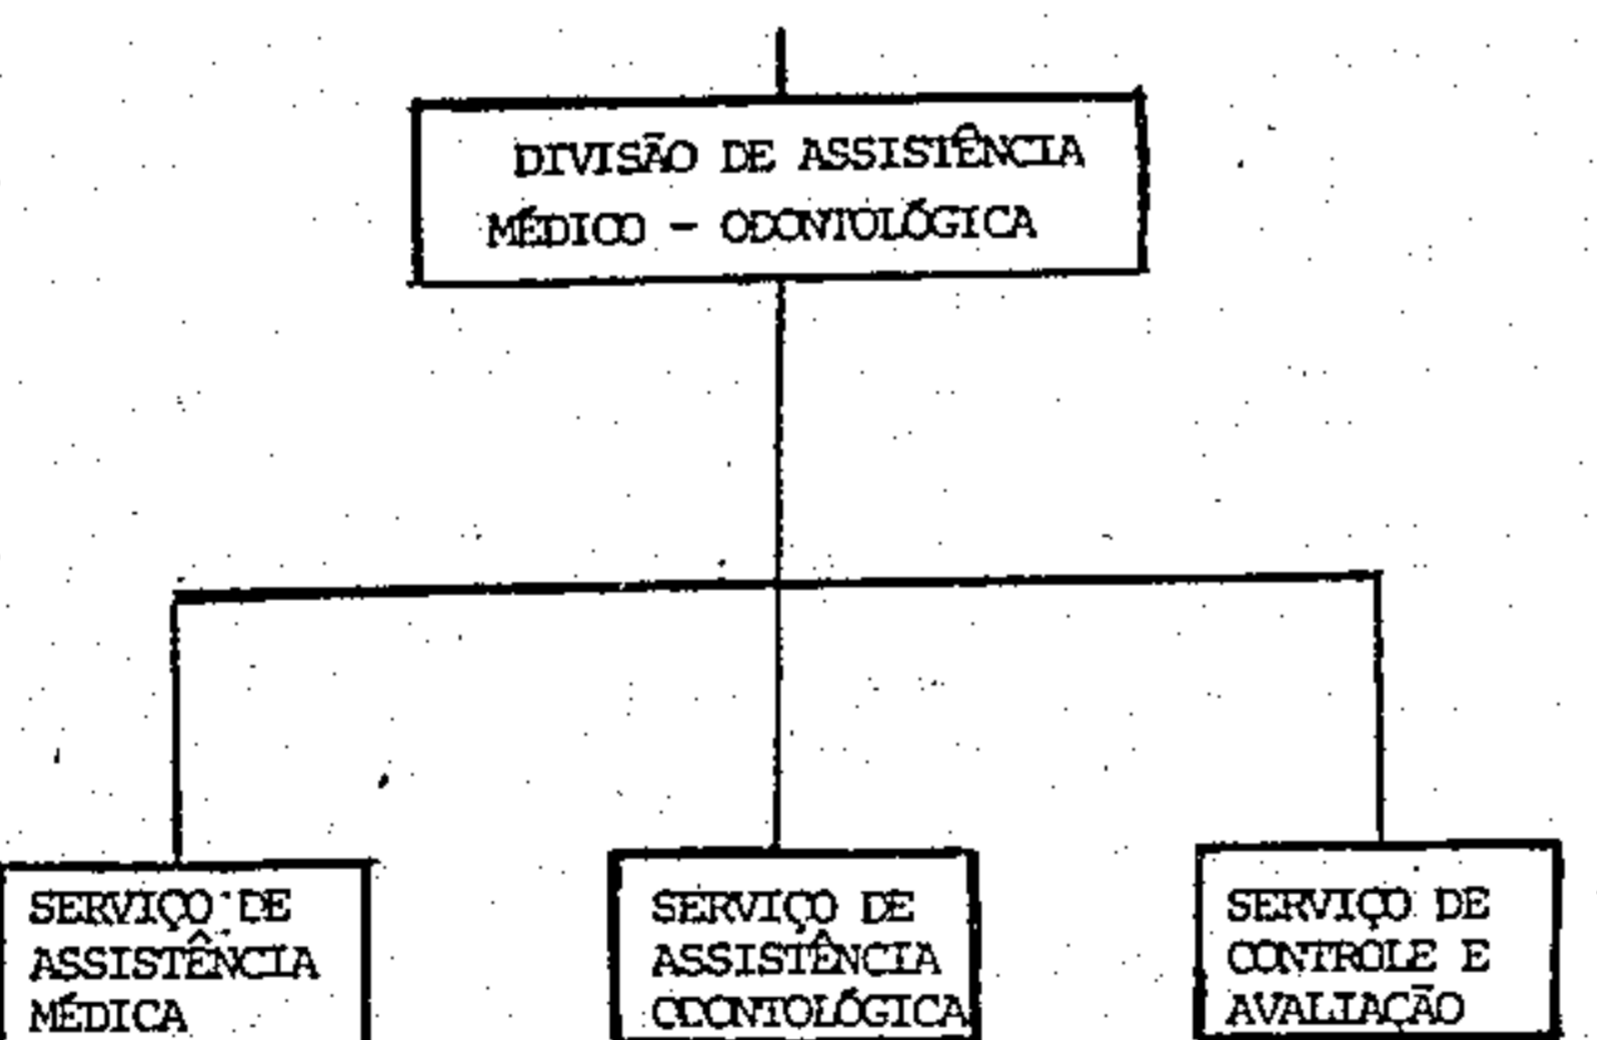 DIVISÃO DE ASSISTÊNCIA
MÉDICO - ODONTOLÓGICA
SERVIÇO DE
ASSISTÊNCIA
MÉDICA
SERVIÇO DE
ASSISTÊNCIA
ODONTOLÓGICA
SERVIÇO DE
CONTROLE E
AVALIAÇÃO